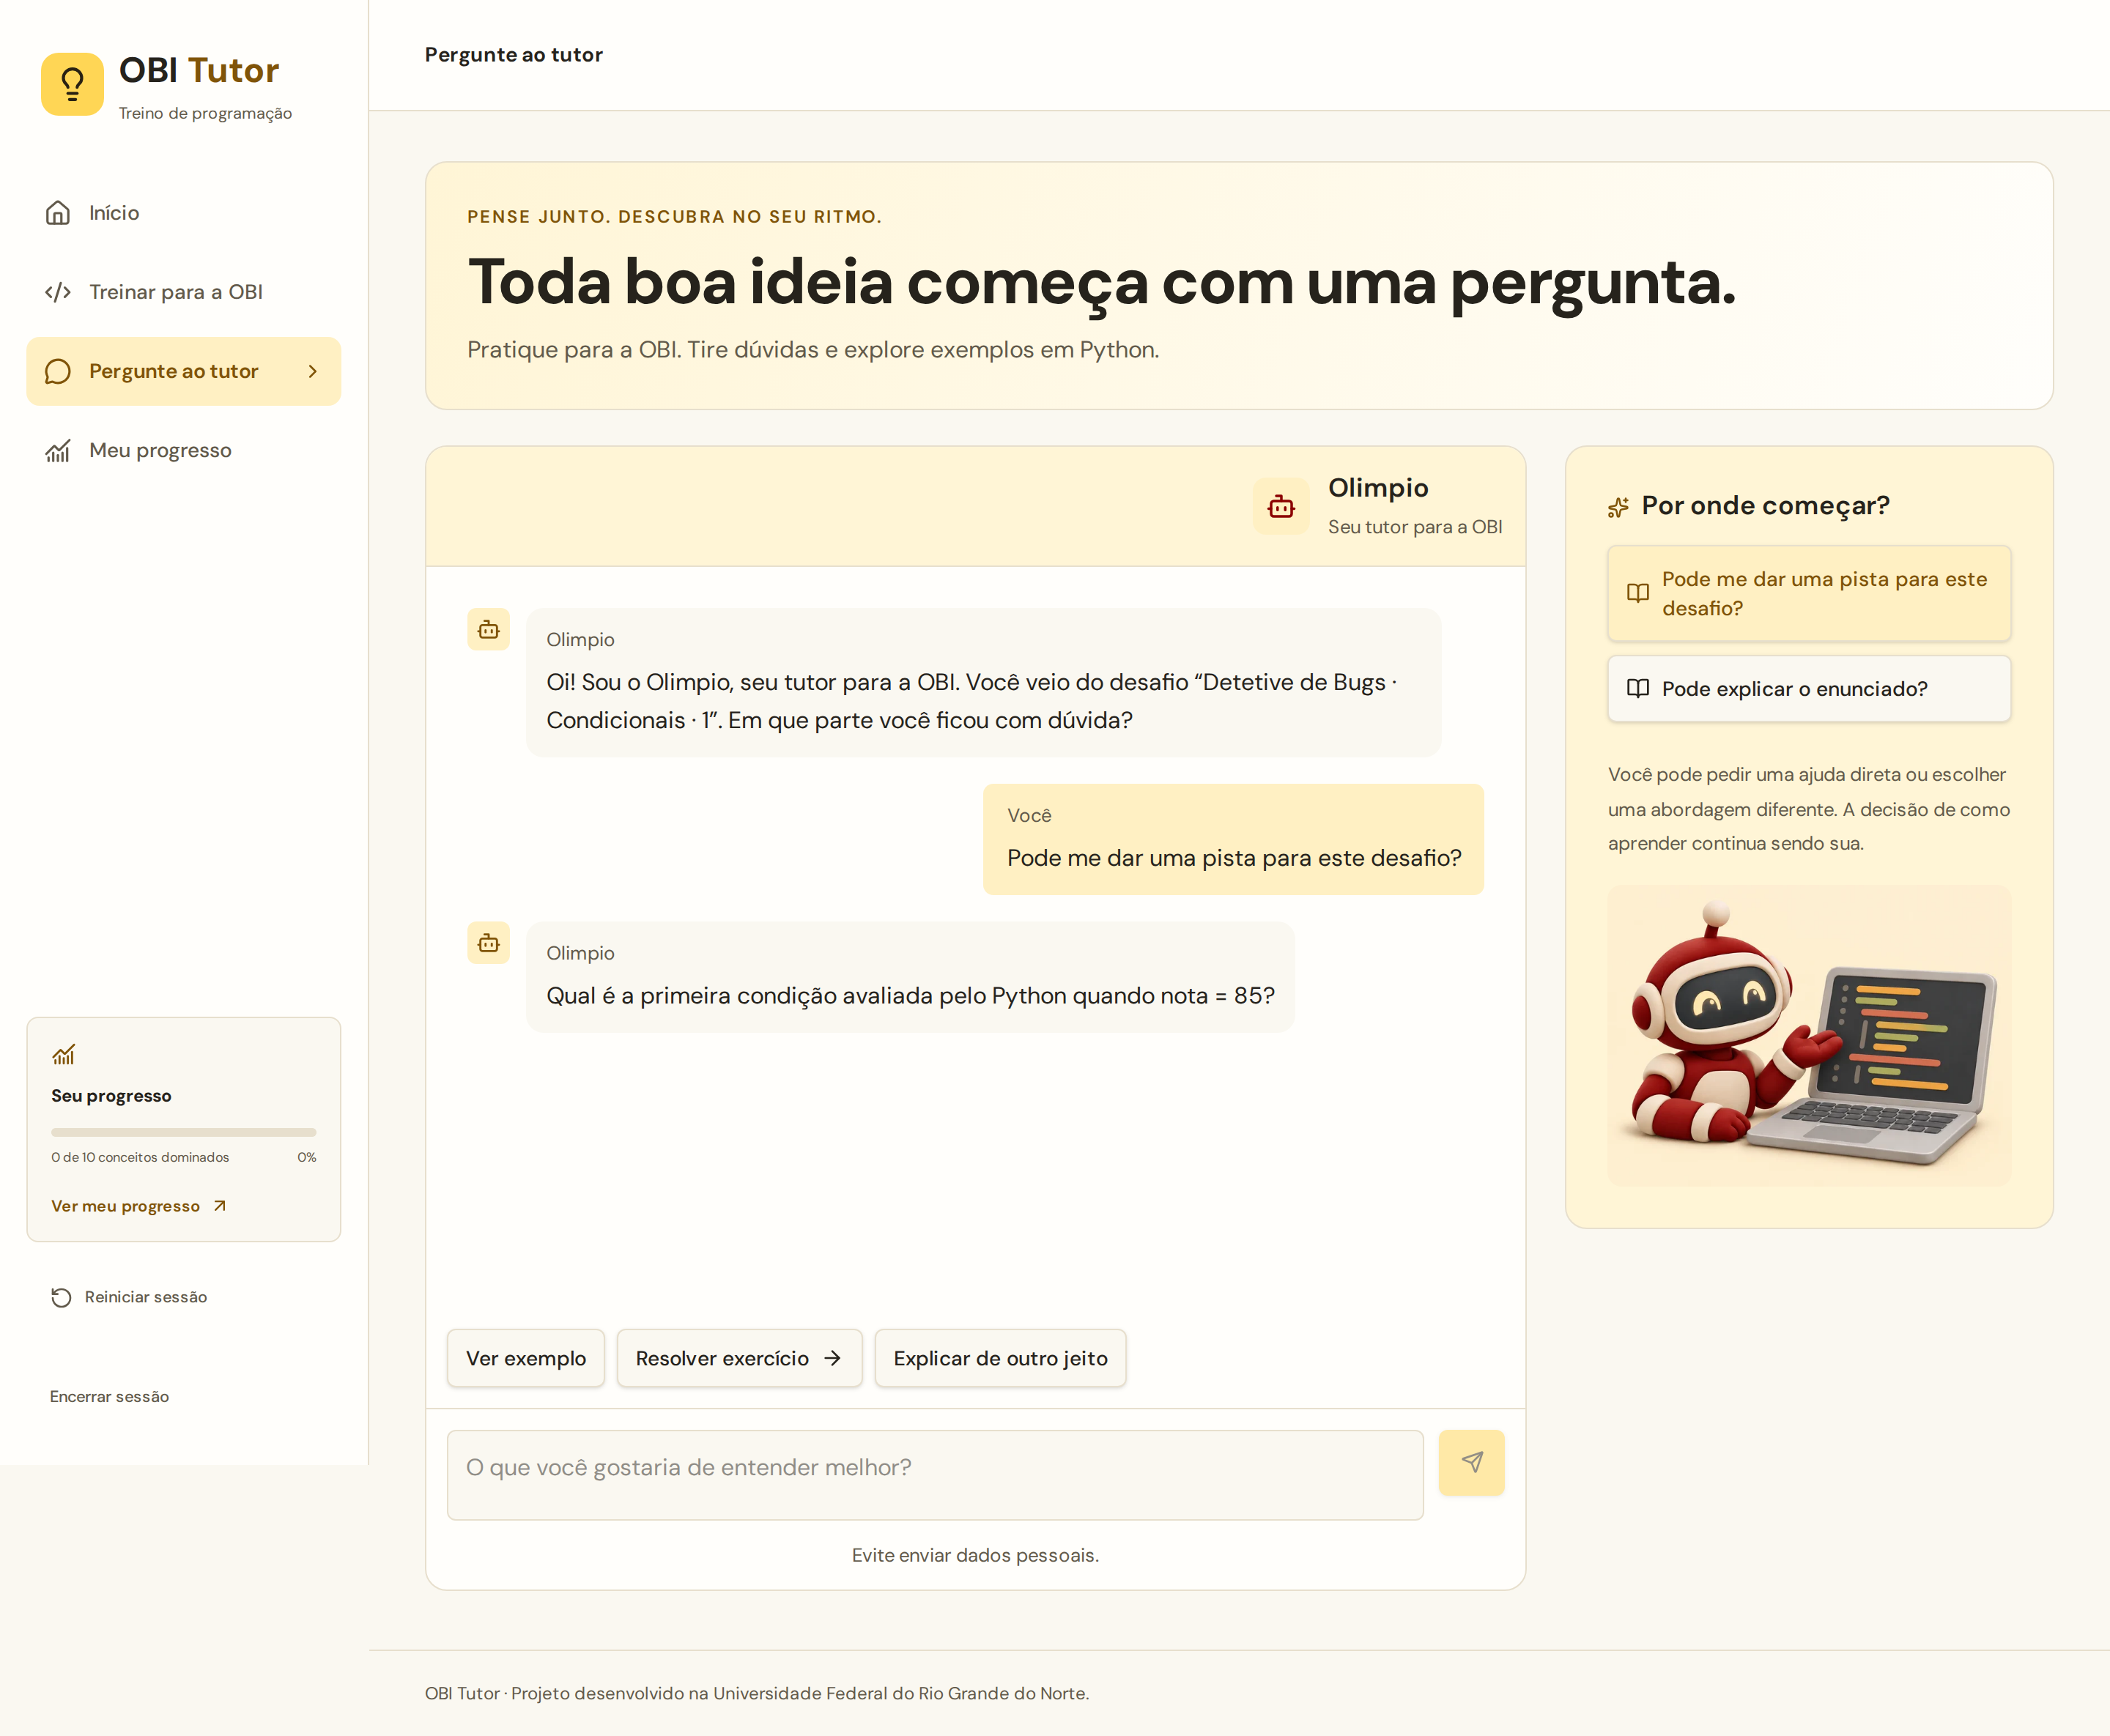 OBI Tutor
Treino de programação
Início
Treinar para a OBI
Pergunte ao tutor
Meu progresso
Seu progresso
0 de 10 conceitos dominados 0%
Ver meu progresso
Reiniciar sessão
Encerrar sessão
Pergunte ao tutor
PENSE JUNTO. DESCUBRA NO SEU RITMO.
Toda boa ideia começa com uma pergunta.
Pratique para a OBI. Tire dúvidas e explore exemplos em Python.
Olimpio
Seu tutor para a OBI
Olimpio
Oi! Sou o Olimpio, seu tutor para a OBI. Você veio do desafio “Detetive de Bugs ·
Condicionais · 1”. Em que parte você ficou com dúvida?
Você
Pode me dar uma pista para este desafio?
Olimpio
Qual é a primeira condição avaliada pelo Python quando nota = 85?
Ver exemplo
Resolver exercício
Explicar de outro jeito
O que você gostaria de entender melhor?
Evite enviar dados pessoais.
Por onde começar?
Pode me dar uma pista para este
desafio?
Pode explicar o enunciado?
Você pode pedir uma ajuda direta ou escolher
uma abordagem diferente. A decisão de como
aprender continua sendo sua.
OBI Tutor · Projeto desenvolvido na Universidade Federal do Rio Grande do Norte.